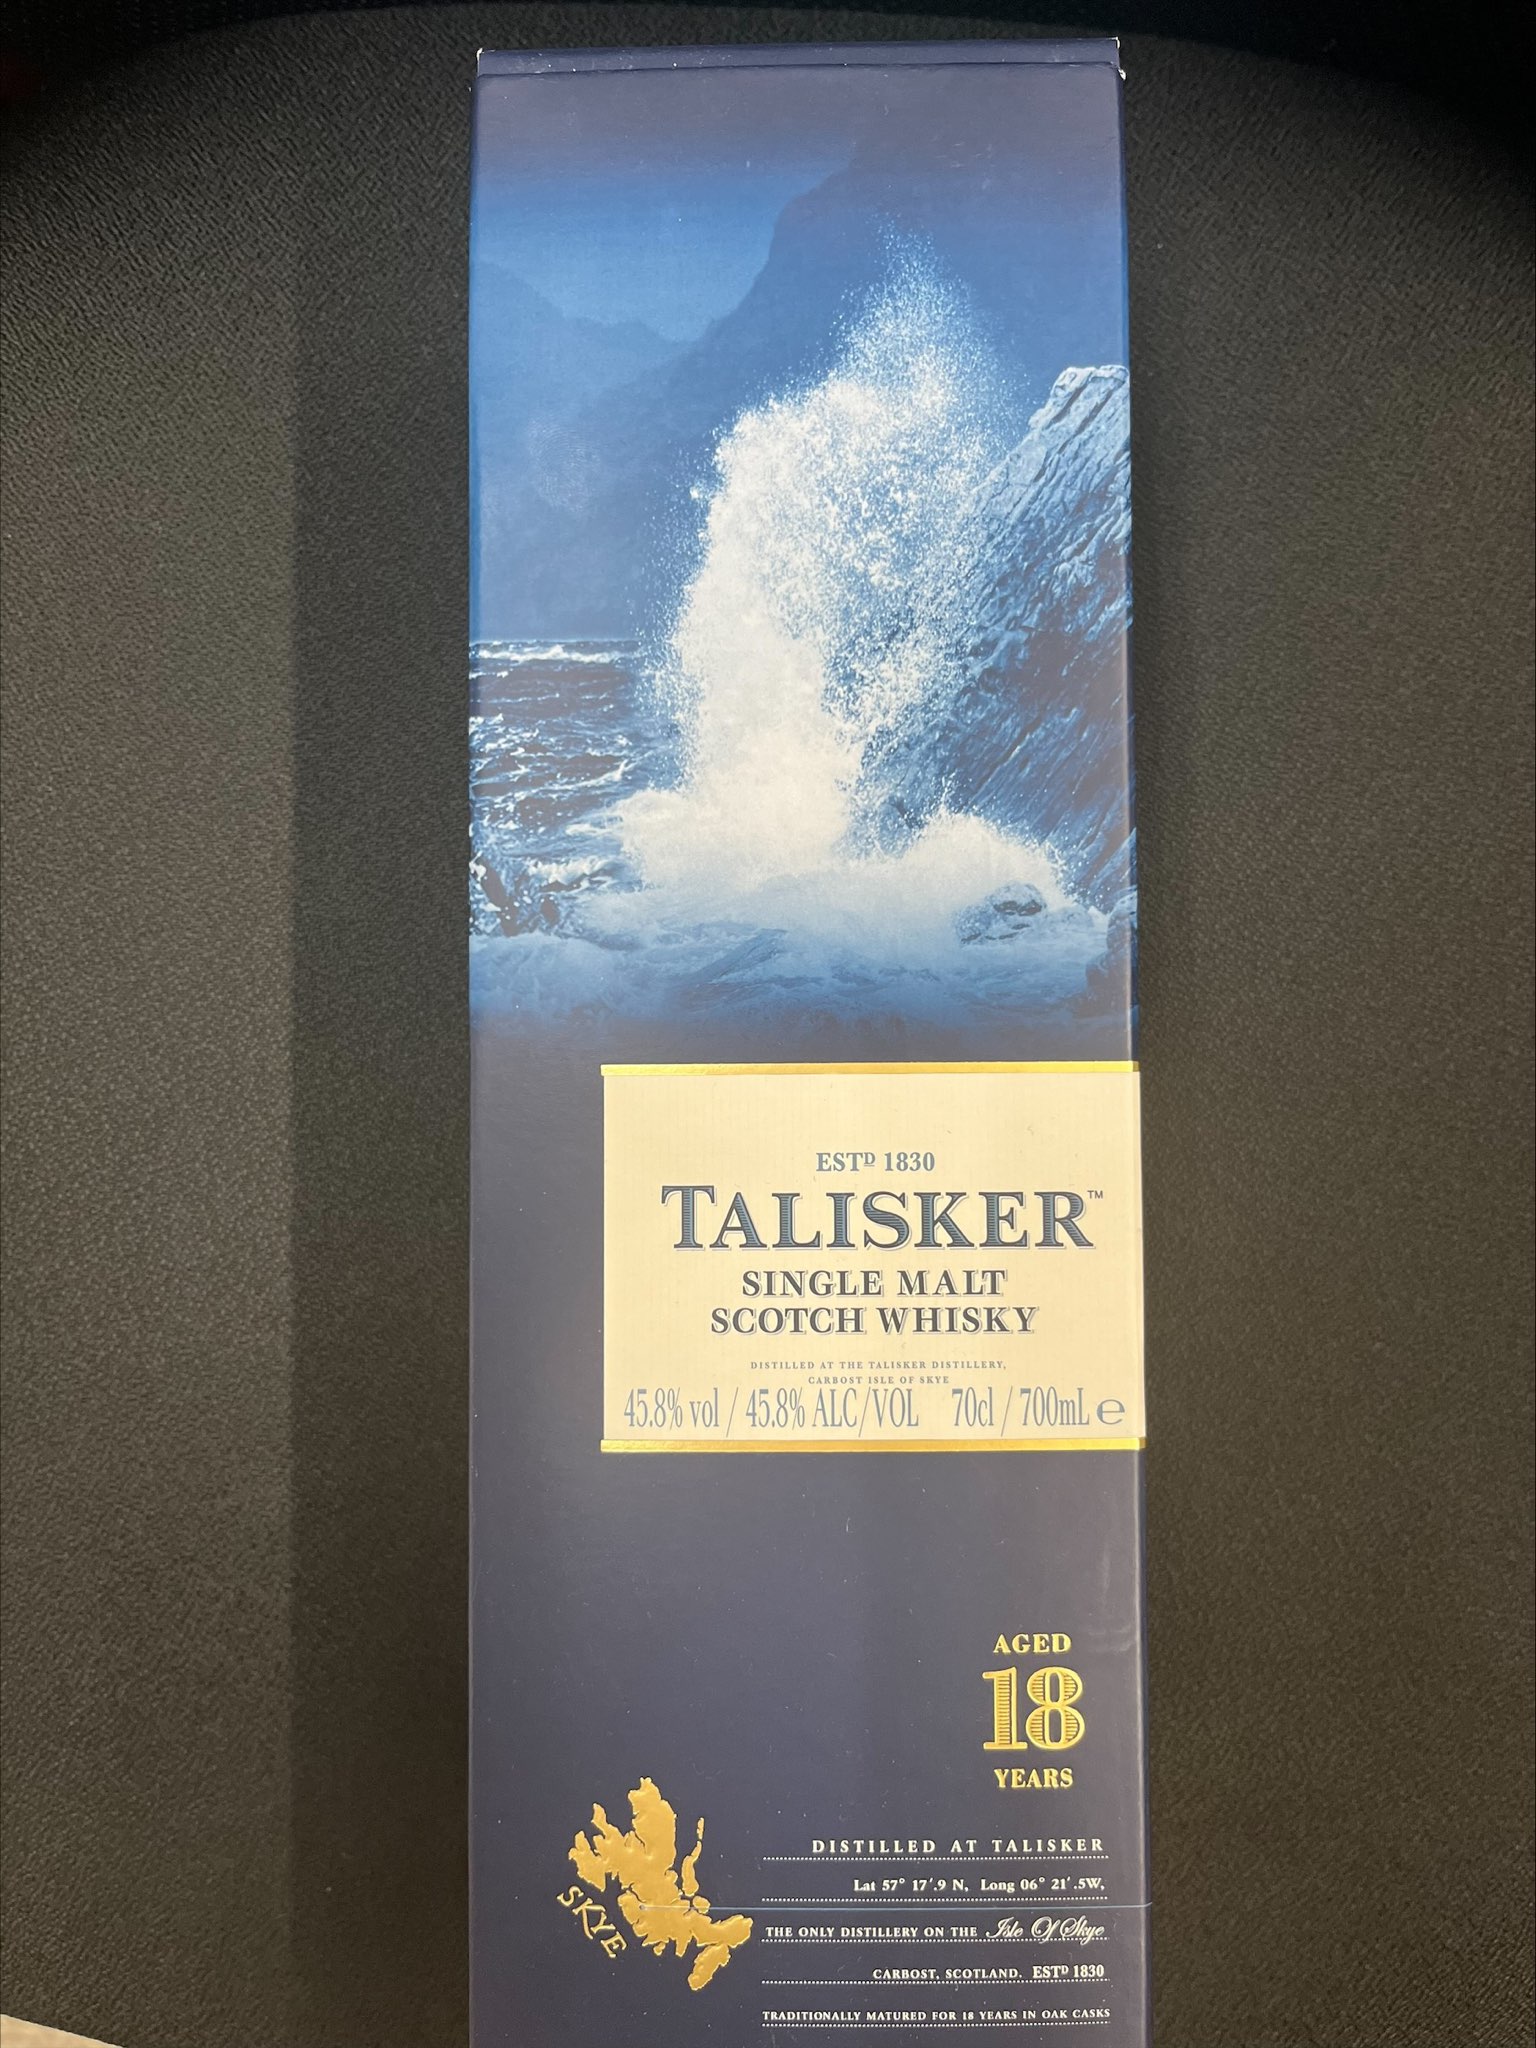 ESTD 1830
TALISKER™
SINGLE MALT
SCOTCH WHISKY
DISTILLED AT THE TALISKER DISTILLERY,
CARBOST ISLE OF SKYE
45.8% vol / 45.8% ALC/VOL 70cl / 700mL ℮
AGED
18
YEARS
SKYE
DISTILLED AT TALISKER
Lat 57° 17'.9 N, Long 06° 21'.5W,
THE ONLY DISTILLERY ON THE Isle Of Skye
CARBOST, SCOTLAND. ESTD 1830
TRADITIONALLY MATURED FOR 18 YEARS IN OAK CASKS